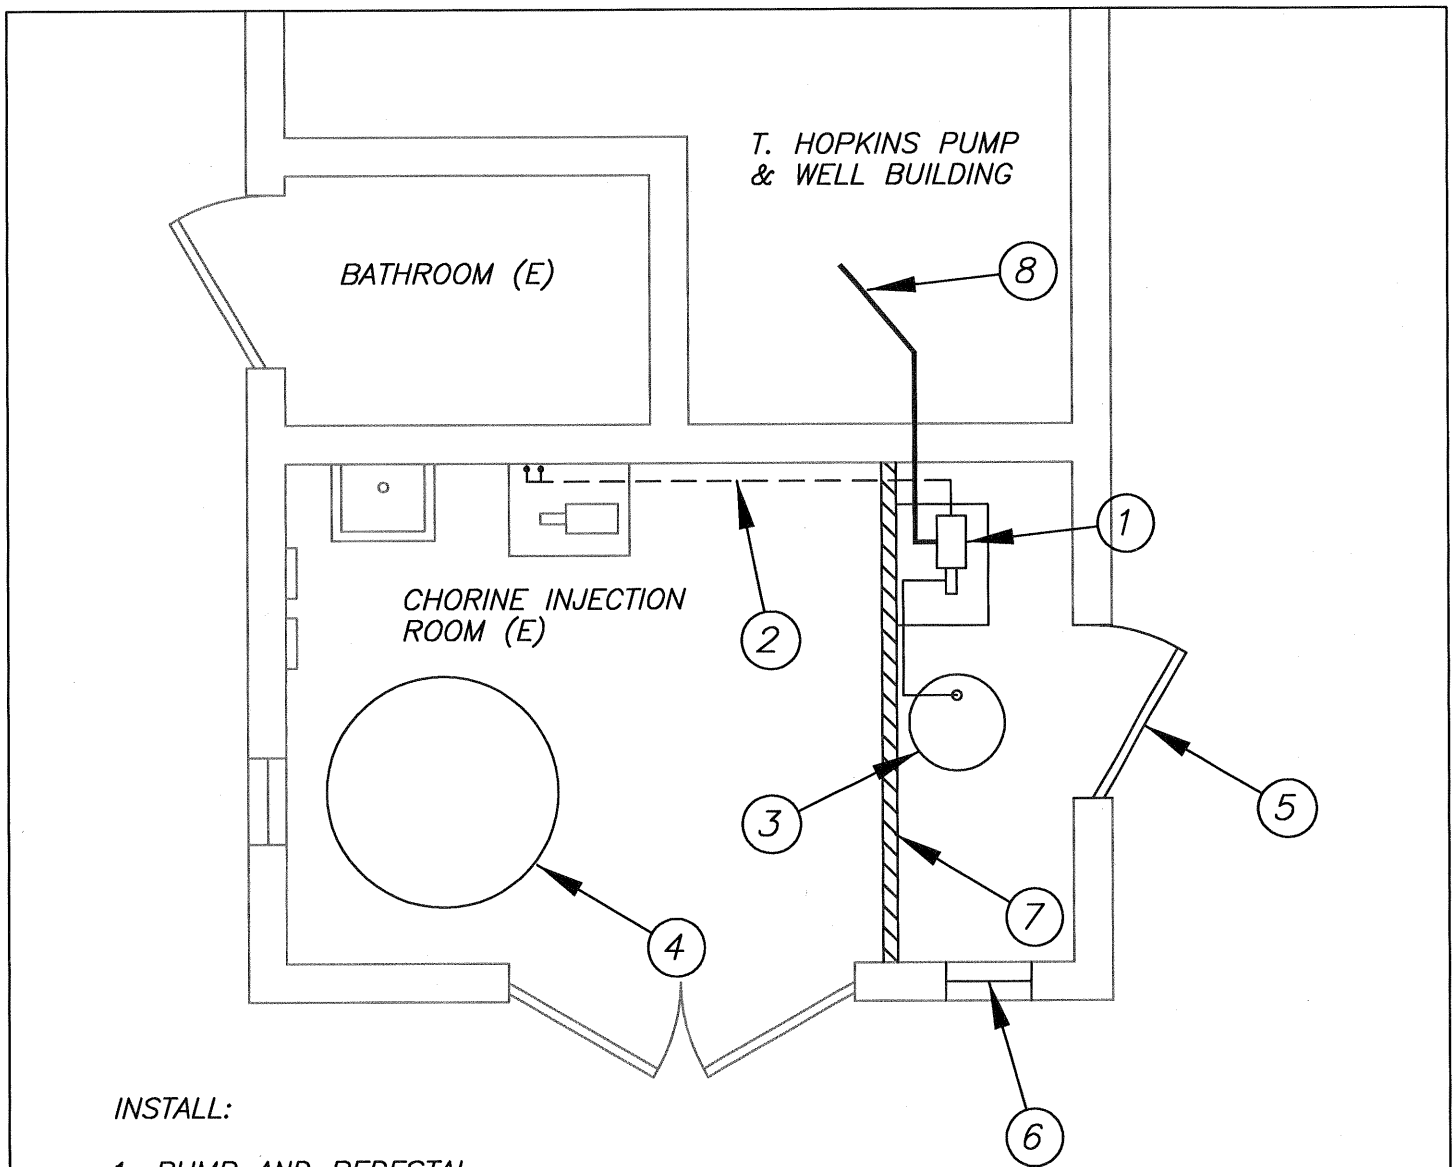 T. HOPKINS PUMP
& WELL BUILDING
8
BATHROOM (E)
1
CHORINE INJECTION
ROOM (E)
2
3
5
7
4
6
INSTALL:
1. PUMP AND PEDESTAL